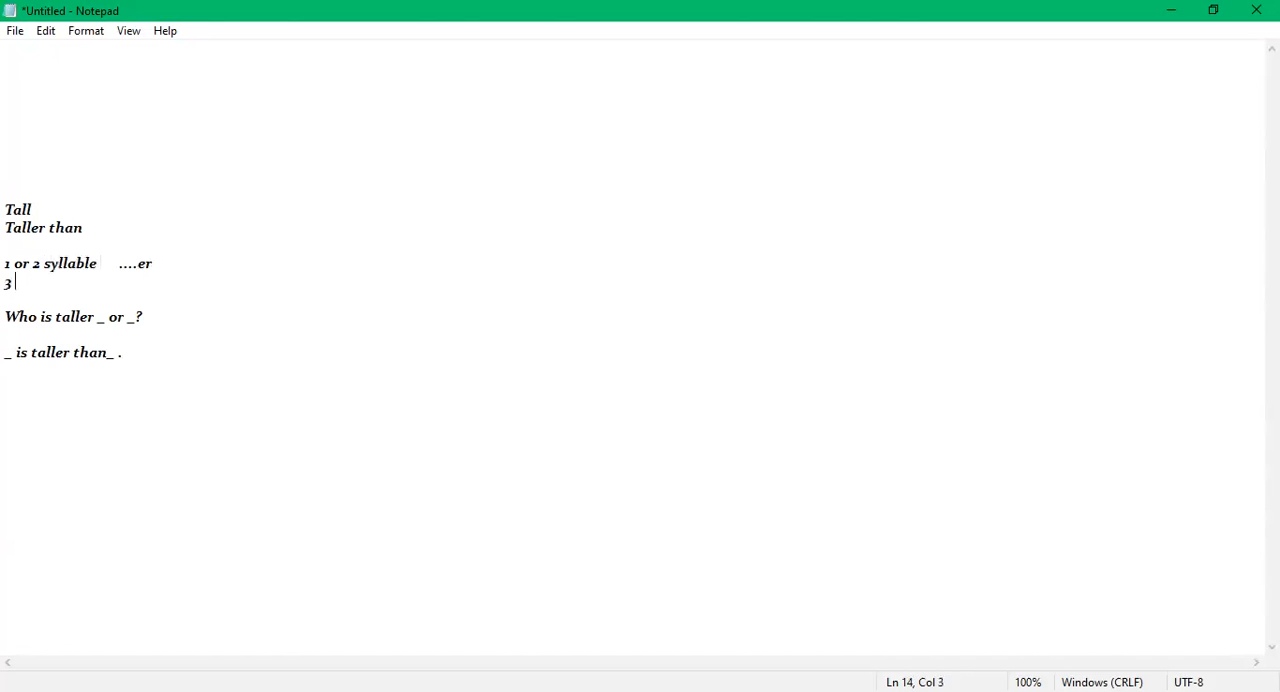 *Untitled - Notepad
File Edit Format View Help
Tall
Taller than
1 or 2 syllable ....er
3
Who is taller _ or _?
_ is taller than_ .
Ln 14, Col 3 100% Windows (CRLF) UTF-8